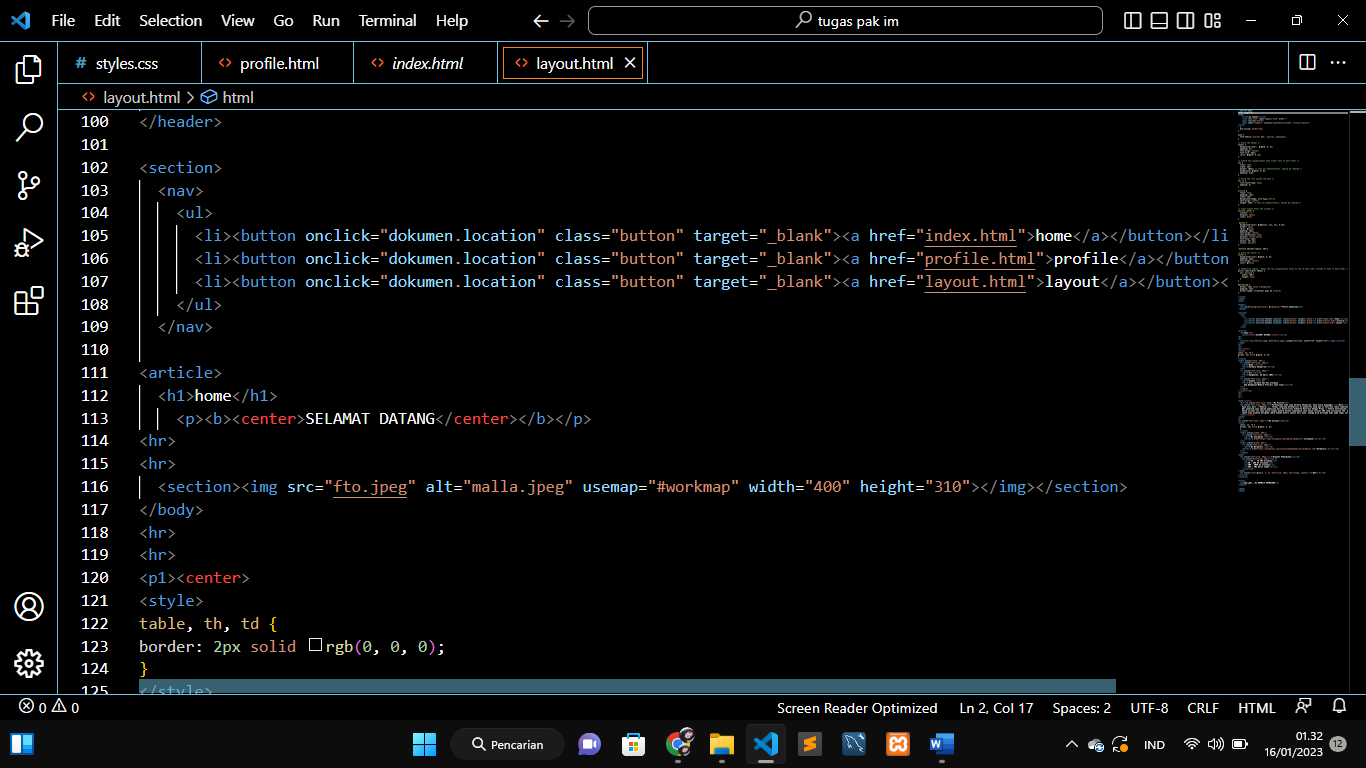 File Edit Selection View Go Run Terminal Help tugas pak im
# styles.css <> profile.html <> index.html <> layout.html
<> layout.html > html
100 </header>
101
102 <section>
103 <nav>
104 <ul>
105 <li><button onclick="dokumen.location" class="button" target="_blank"><a href="index.html">home</a></button></li
106 <li><button onclick="dokumen.location" class="button" target="_blank"><a href="profile.html">profile</a></button
107 <li><button onclick="dokumen.location" class="button" target="_blank"><a href="layout.html">layout</a></button><
108 </ul>
109 </nav>
110
111 <article>
112 <h1>home</h1>
113 <p><b><center>SELAMAT DATANG</center></b></p>
114 <hr>
115 <hr>
116 <section><img src="fto.jpeg" alt="malla.jpeg" usemap="#workmap" width="400" height="310"></img></section>
117 </body>
118 <hr>
119 <hr>
120 <p1><center>
121 <style>
122 table, th, td {
123 border: 2px solid rgb(0, 0, 0);
124 }
125 </style>
0 0 Screen Reader Optimized Ln 2, Col 17 Spaces: 2 UTF-8 CRLF HTML
Pencarian IND 01.32
16/01/2023 12